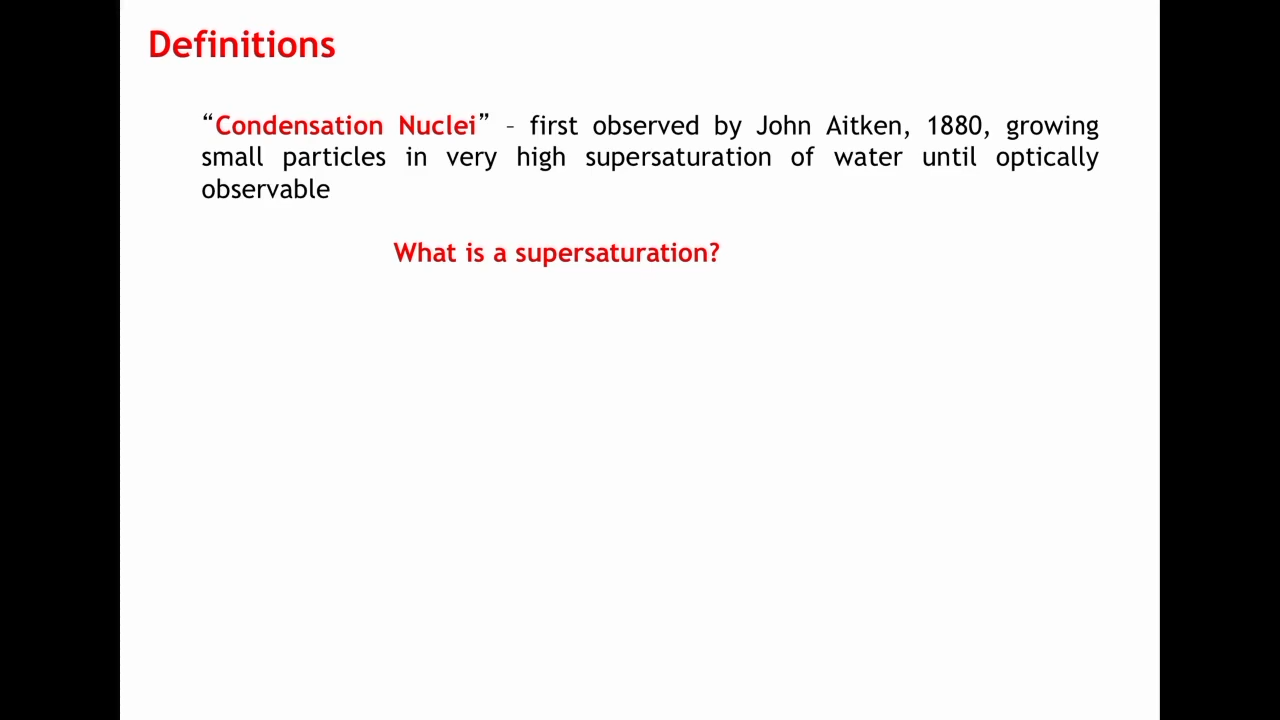 Definitions
“Condensation Nuclei” – first observed by John Aitken, 1880, growing
small particles in very high supersaturation of water until optically
observable
What is a supersaturation?